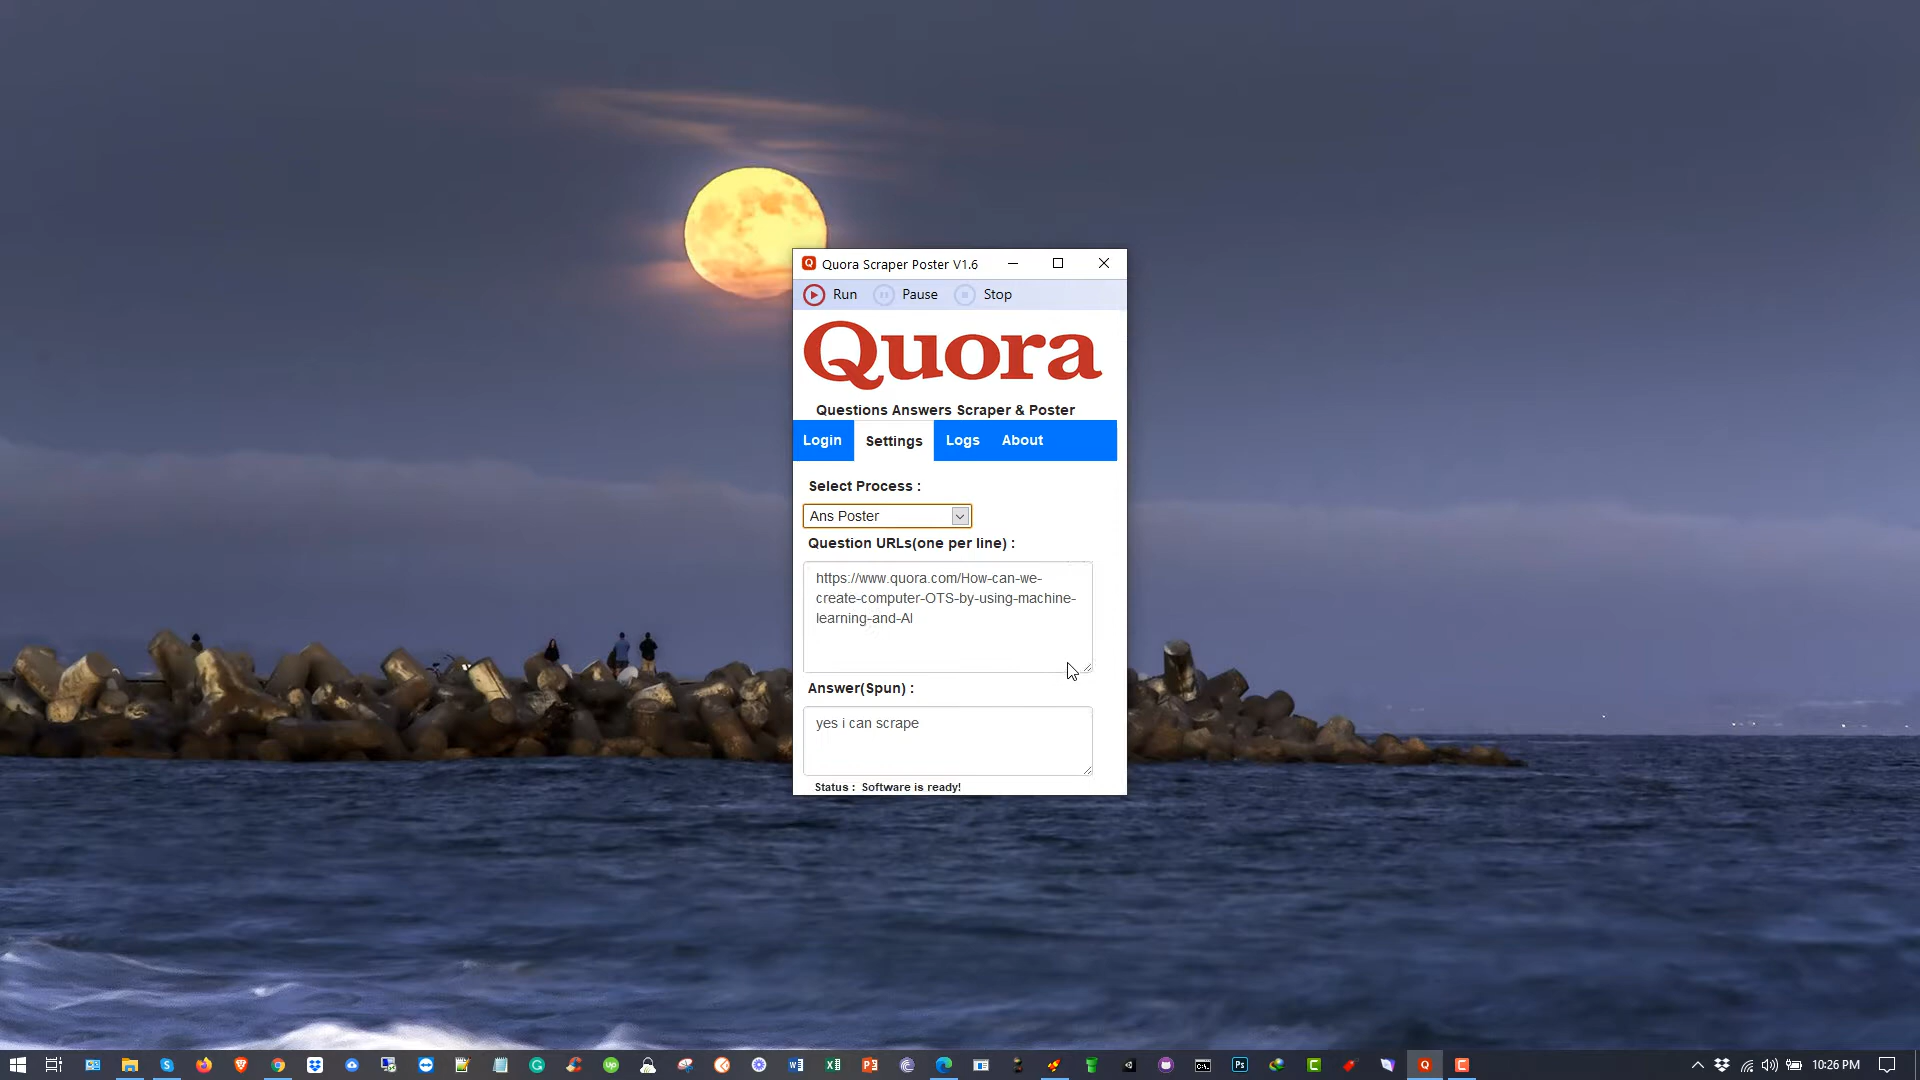 Quora Scraper Poster V1.6
Run Pause Stop
Quora
Questions Answers Scraper & Poster
Login Settings Logs About
Select Process :
Ans Poster
Question URLs(one per line) :
https://www.quora.com/How-can-we-
create-computer-OTS-by-using-machine-
learning-and-AI
Answer(Spun) :
yes i can scrape
Status : Software is ready!
10:26 PM